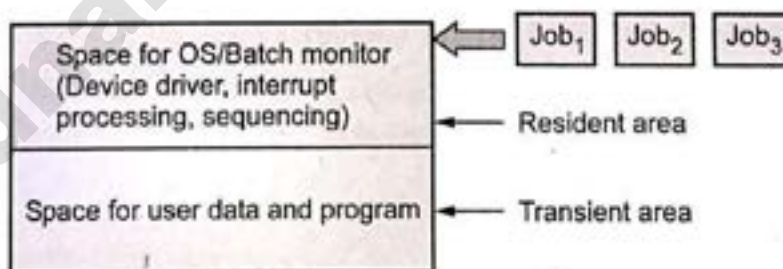 Space for OS/Batch monitor
(Device driver, interrupt
processing, sequencing)
Job1 Job2 Job3
Resident area
Space for user data and program
Transient area